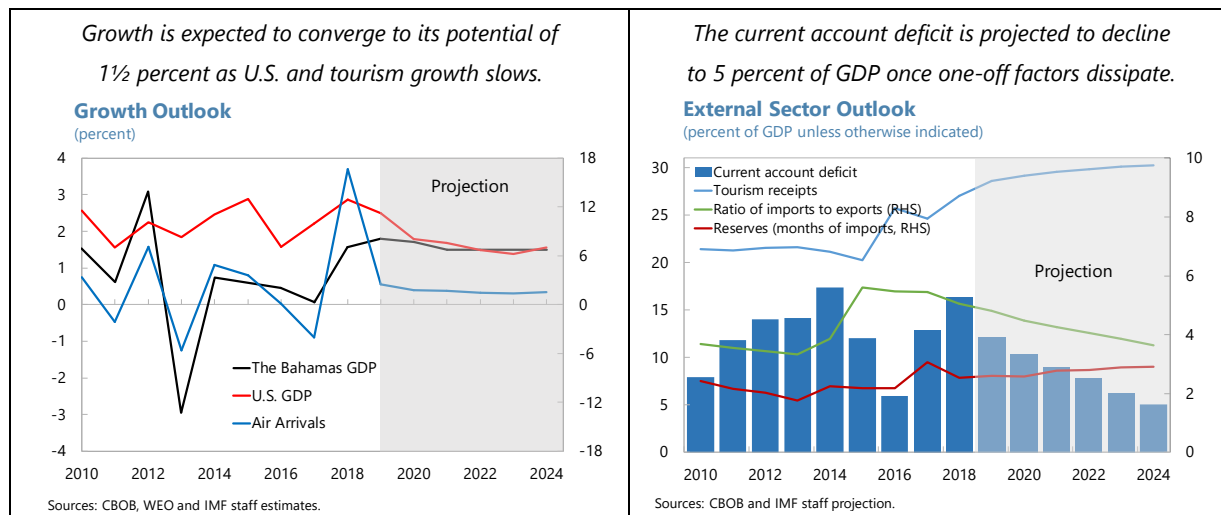 Growth is expected to converge to its potential of
1½ percent as U.S. and tourism growth slows.
Growth Outlook
(percent)
4
3
2
1
0
-1
-2
-3
-4
18
12
6
0
-6
-12
-18
Projection
The Bahamas GDP
U.S. GDP
Air Arrivals
2010 2012 2014 2016 2018 2020 2022 2024
Sources: CBOB, WEO and IMF staff estimates.
The current account deficit is projected to decline
to 5 percent of GDP once one-off factors dissipate.
External Sector Outlook
(percent of GDP unless otherwise indicated)
30
25
20
15
10
5
0
10
8
6
4
2
0
Current account deficit
Tourism receipts
Ratio of imports to exports (RHS)
Reserves (months of imports, RHS)
Projection
2010 2012 2014 2016 2018 2020 2022 2024
Sources: CBOB and IMF staff projection.